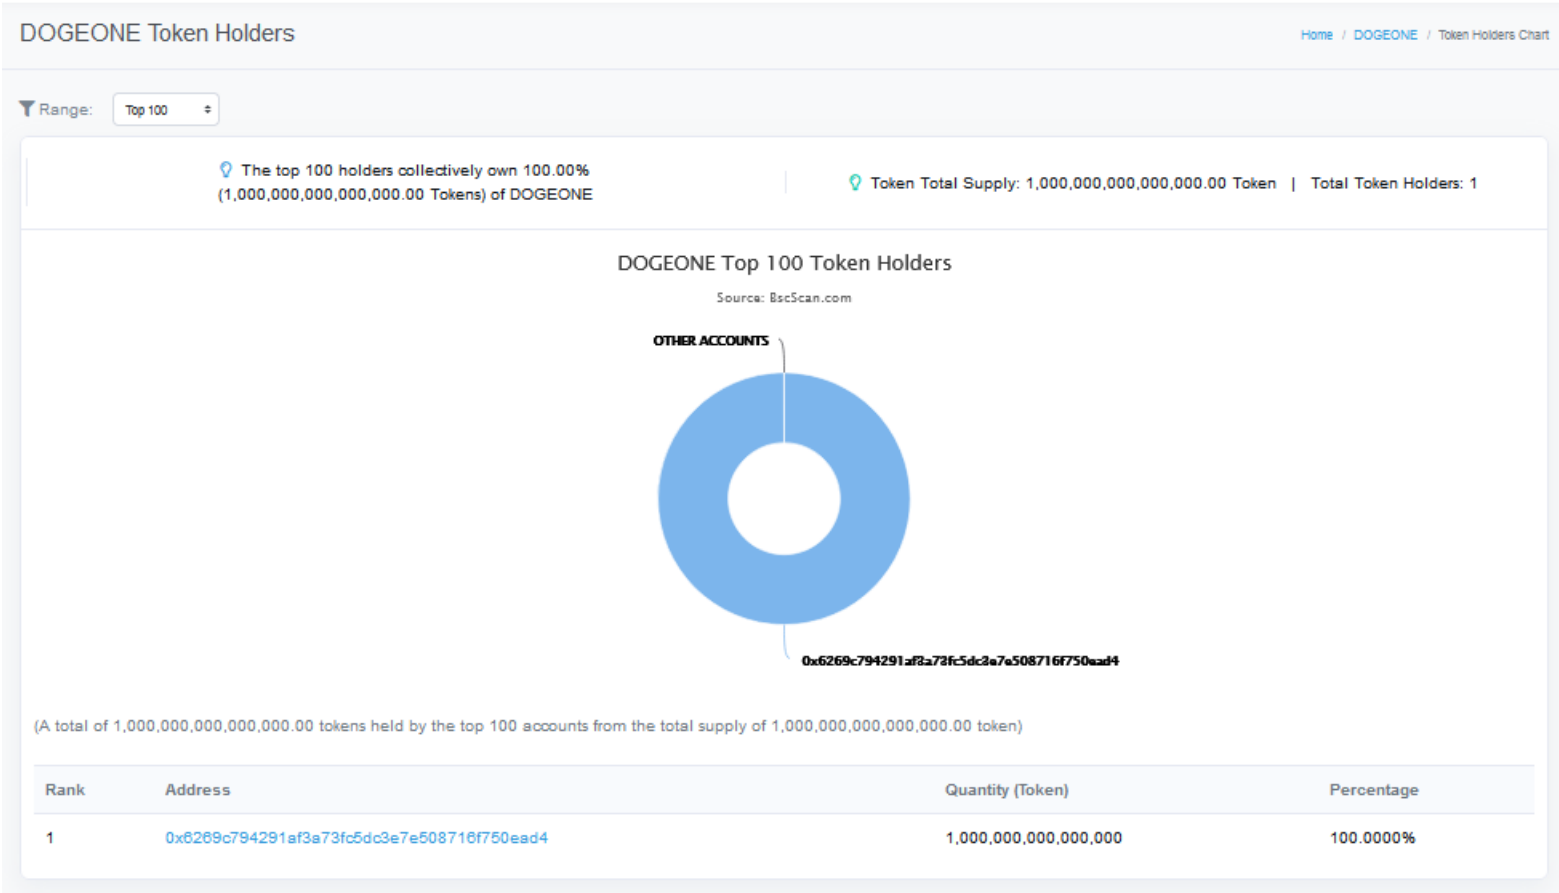 DOGEONE Token Holders
Home / DOGEONE / Token Holders Chart
Range: Top 100
The top 100 holders collectively own 100.00%
(1,000,000,000,000,000.00 Tokens) of DOGEONE
Token Total Supply: 1,000,000,000,000,000.00 Token | Total Token Holders: 1
DOGEONE Top 100 Token Holders
Source: BscScan.com
OTHER ACCOUNTS
0x6269c794291af3a73fc5dc3e7e508716f750ead4
(A total of 1,000,000,000,000,000.00 tokens held by the top 100 accounts from the total supply of 1,000,000,000,000,000.00 token)
Rank Address Quantity (Token) Percentage
1 0x6269c794291af3a73fc5dc3e7e508716f750ead4 1,000,000,000,000,000 100.0000%